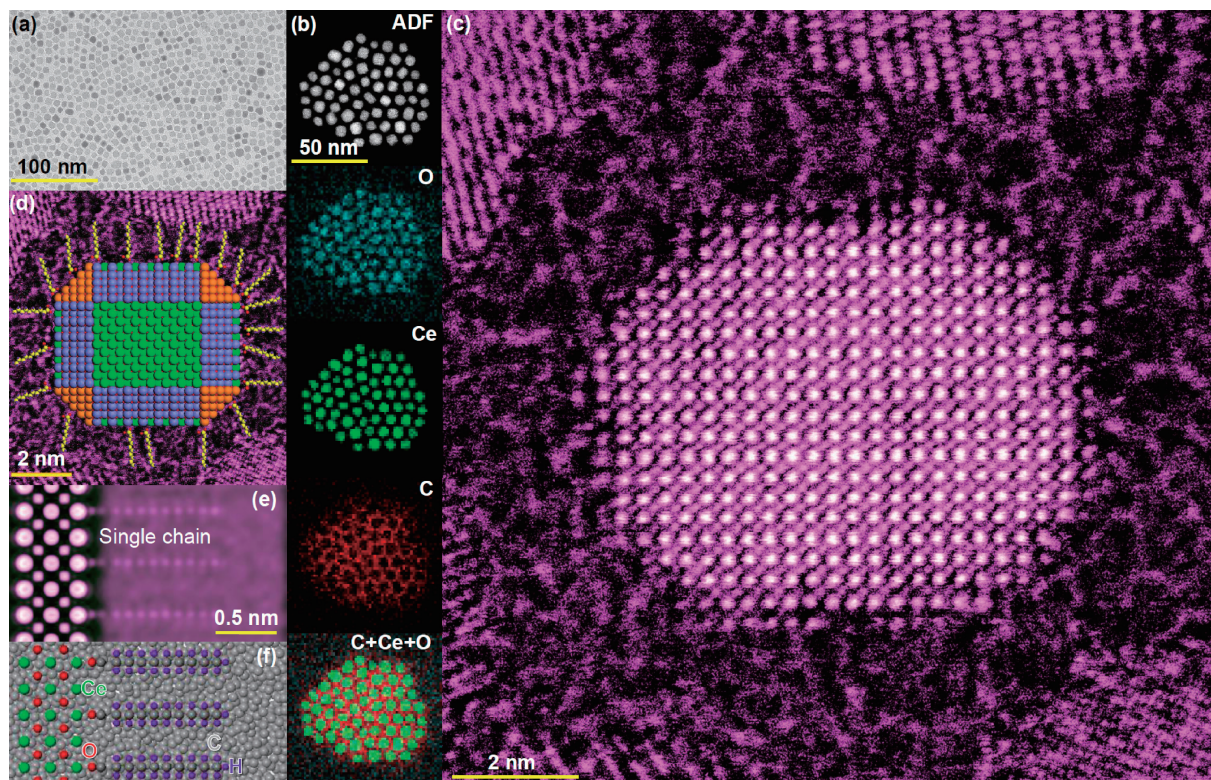 (a)
100 nm
(b)
ADF
50 nm
O
Ce
C
C+Ce+O
(c)
2 nm
(d)
2 nm
(e)
Single chain
0.5 nm
(f)
Ce
O
C
H